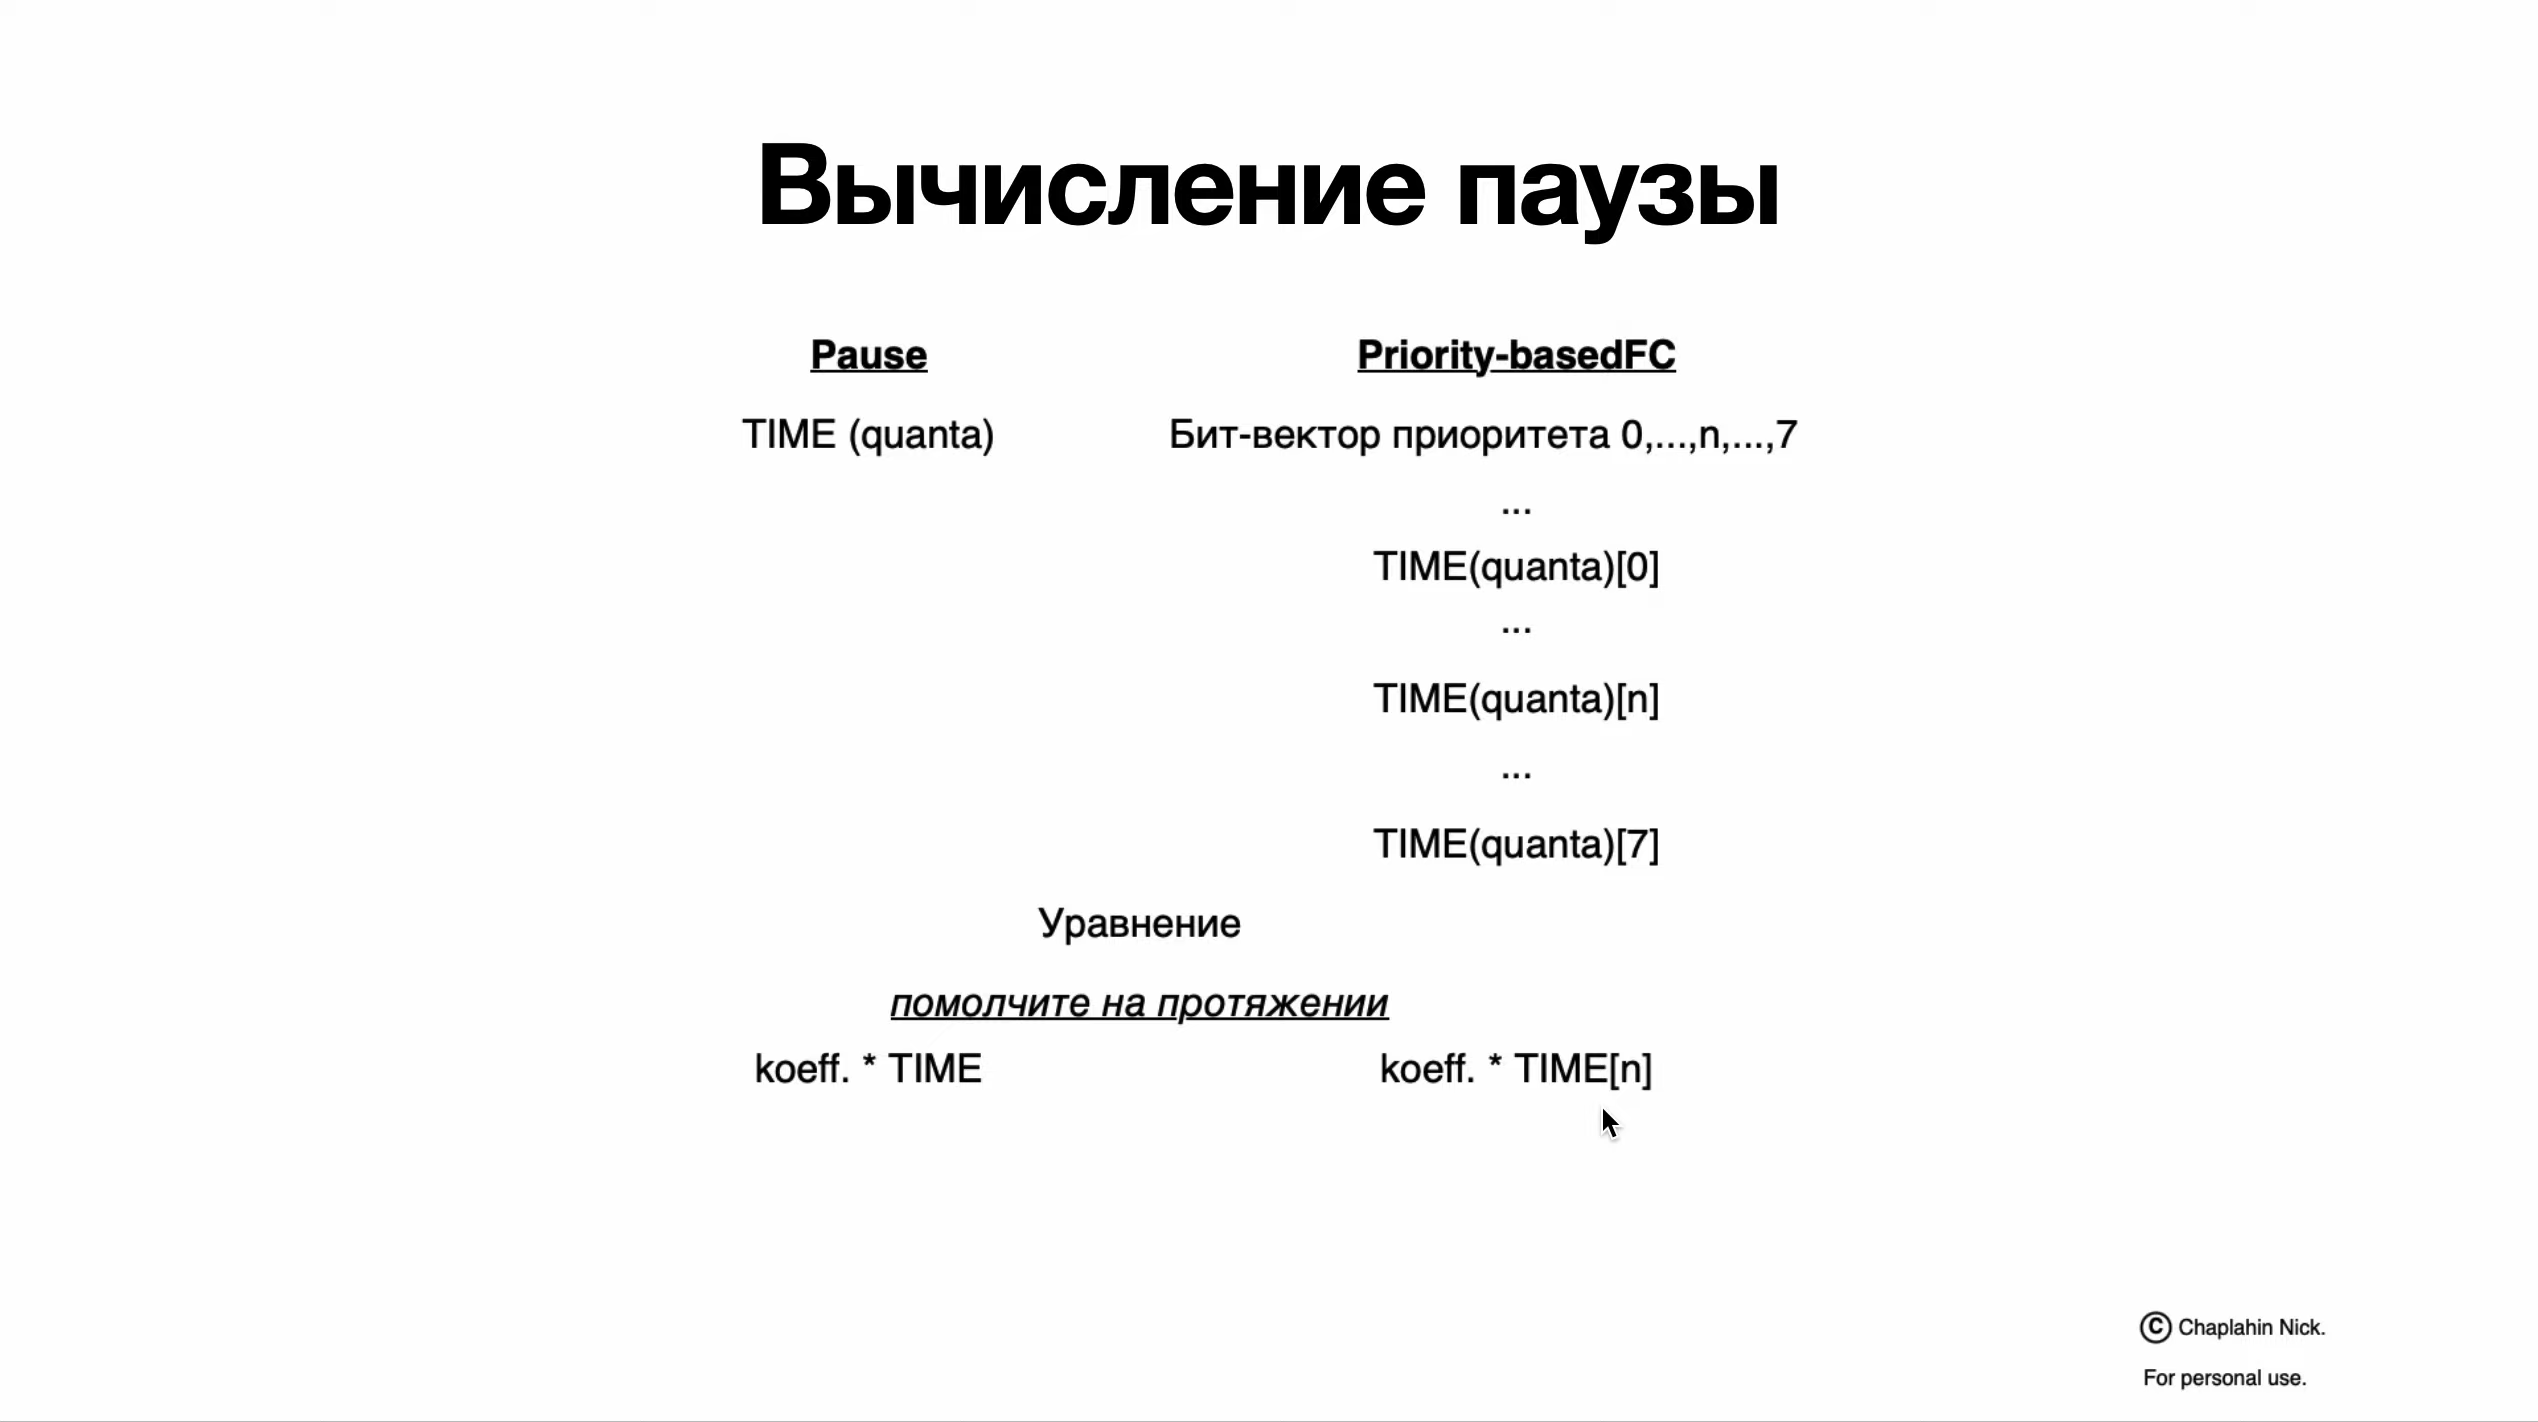 Вычисление паузы
Pause
Priority-basedFC
TIME (quanta)
Бит-вектор приоритета 0,...,n,...,7
...
TIME(quanta)[0]
...
TIME(quanta)[n]
...
TIME(quanta)[7]
Уравнение
помолчите на протяжении
koeff. * TIME
koeff. * TIME[n]
© Chaplahin Nick.
For personal use.